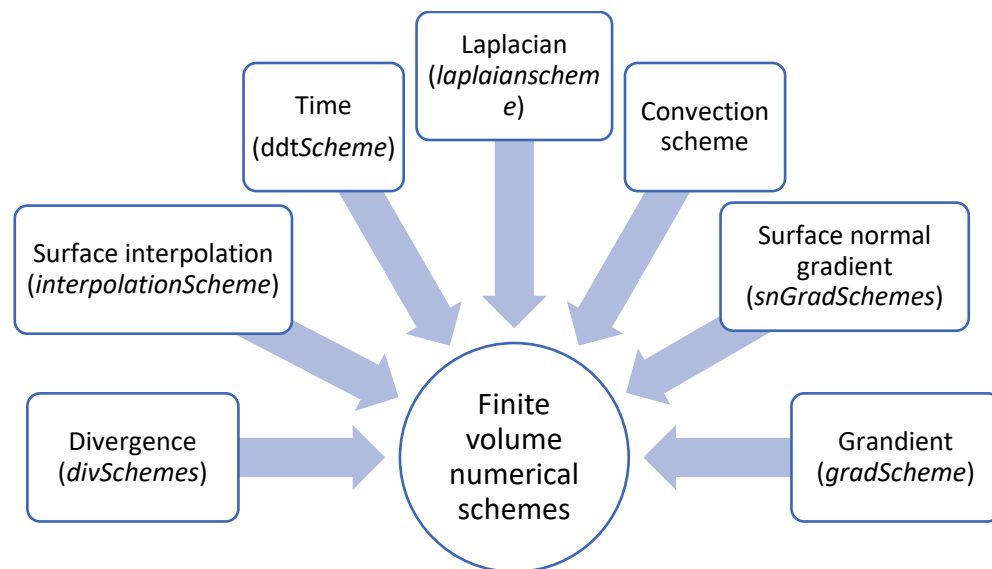 Laplacian
(laplaianschem
e)
Time
(ddtScheme)
Convection
scheme
Surface interpolation
(interpolationScheme)
Surface normal
gradient
(snGradSchemes)
Divergence
(divSchemes)
Finite
volume
numerical
schemes
Grandient
(gradScheme)